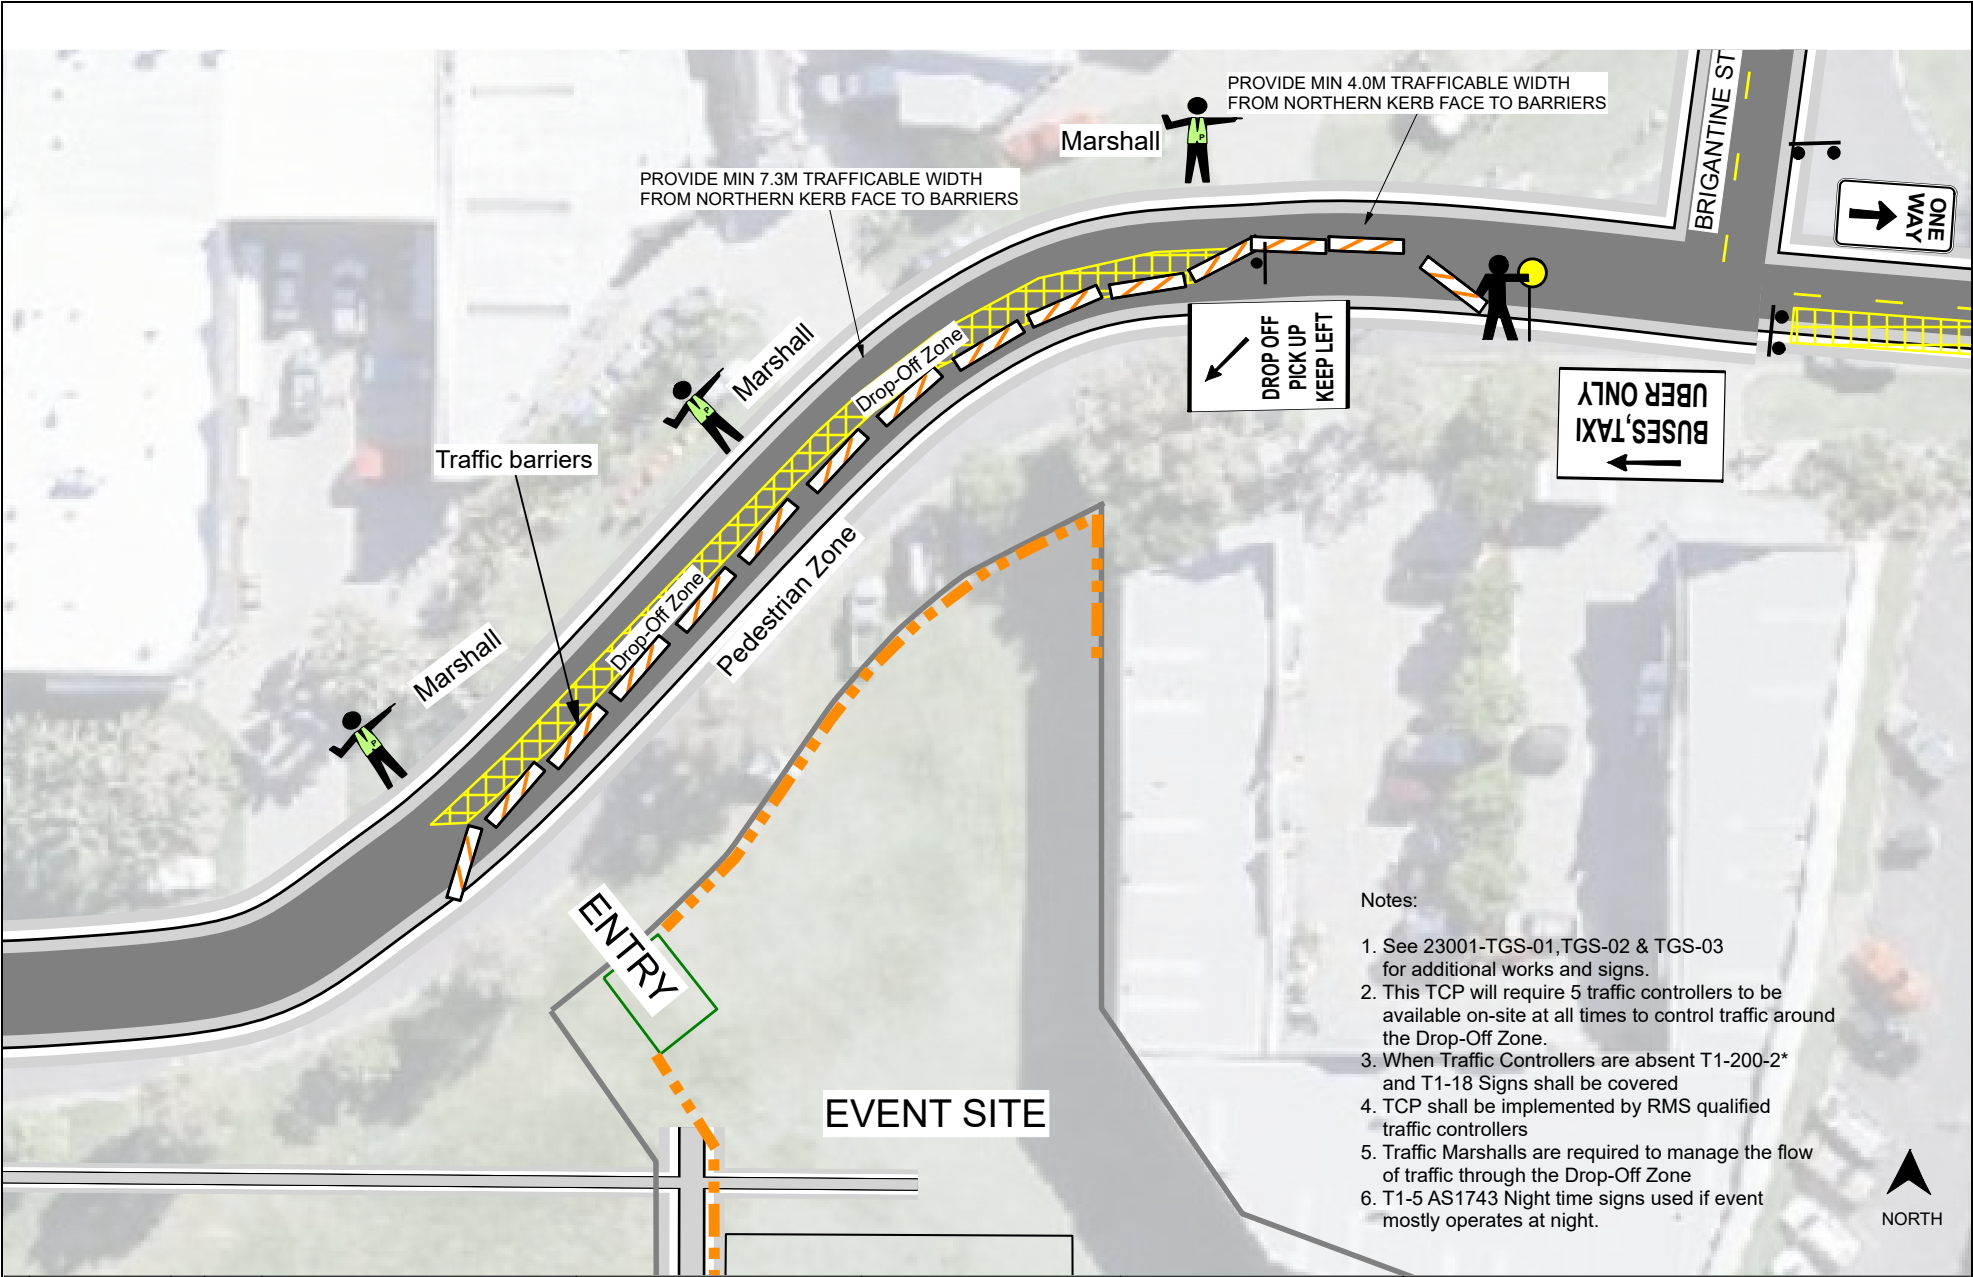 PROVIDE MIN 4.0M TRAFFICABLE WIDTH
FROM NORTHERN KERB FACE TO BARRIERS
BRIGANTINE ST
Marshall
P
ONE
WAY
PROVIDE MIN 7.3M TRAFFICABLE WIDTH
FROM NORTHERN KERB FACE TO BARRIERS
DROP OFF
PICK UP
KEEP LEFT
Marshall
P
Drop-Off Zone
BUSES,TAXI
UBER ONLY
Traffic barriers
Pedestrian Zone
Drop-Off Zone
Marshall
P
ENTRY
EVENT SITE
Notes:
1. See 23001-TGS-01,TGS-02 & TGS-03
for additional works and signs.
2. This TCP will require 5 traffic controllers to be
available on-site at all times to control traffic around
the Drop-Off Zone.
3. When Traffic Controllers are absent T1-200-2*
and T1-18 Signs shall be covered
4. TCP shall be implemented by RMS qualified
traffic controllers
5. Traffic Marshalls are required to manage the flow
of traffic through the Drop-Off Zone
6. T1-5 AS1743 Night time signs used if event
mostly operates at night.
NORTH